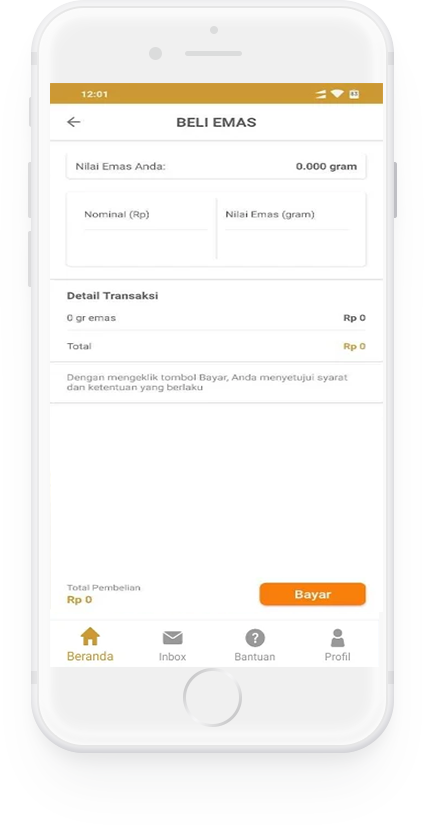 12:01
BELI EMAS
Nilai Emas Anda: 0.000 gram
Nominal (Rp) Nilai Emas (gram)
Detail Transaksi
0 gr emas Rp 0
Total Rp 0
Dengan mengeklik tombol Bayar, Anda menyetujui syarat
dan ketentuan yang berlaku
Total Pembelian
Rp 0
Bayar
Beranda Inbox Bantuan Profil